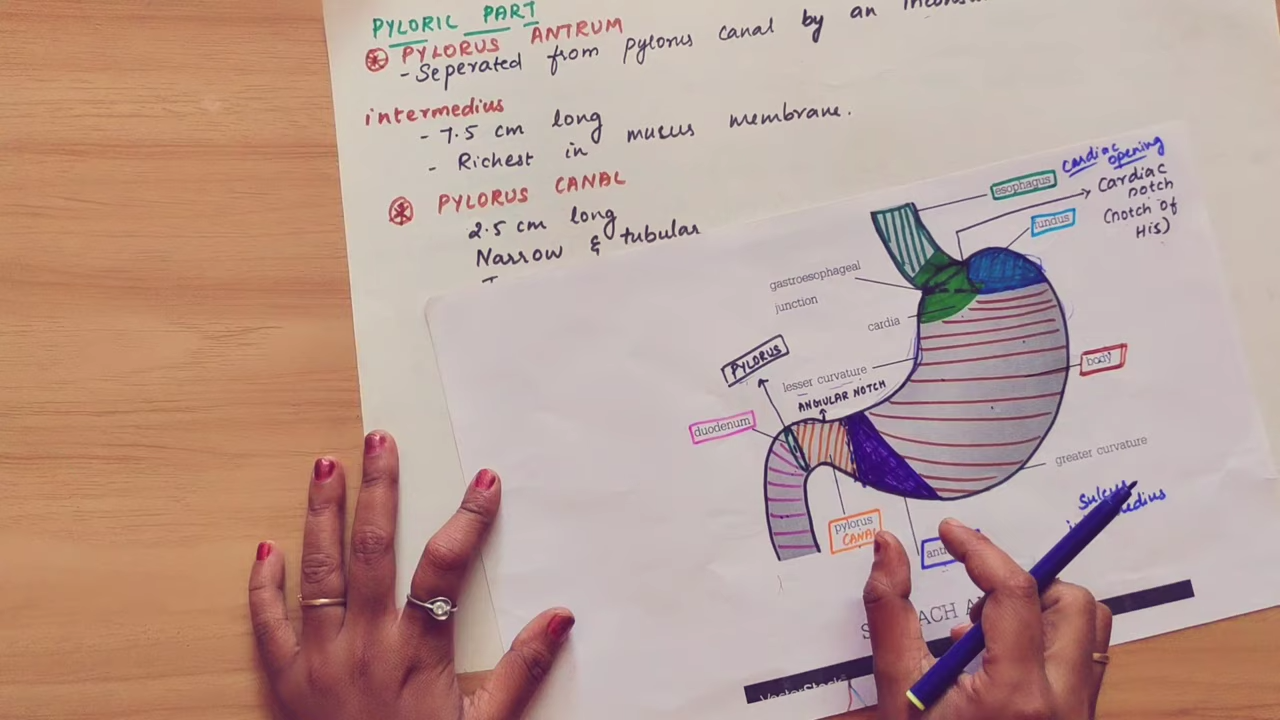 PYLORIC PART
PYLORUS ANTRUM
- Seperated from pylorus canal by an
intermedius
- 7.5 cm long
- Richest in mucus membrane.
PYLORUS CANAL
2.5 cm long
Narrow & tubular
cardiac opening
esophagus
Cardiac notch
(notch of His)
fundus
gastroesophageal
junction
cardia
PYLORUS
lesser curvature
ANGULAR NOTCH
body
duodenum
greater curvature
sulcus
pylorus
CANAL
VectorStock